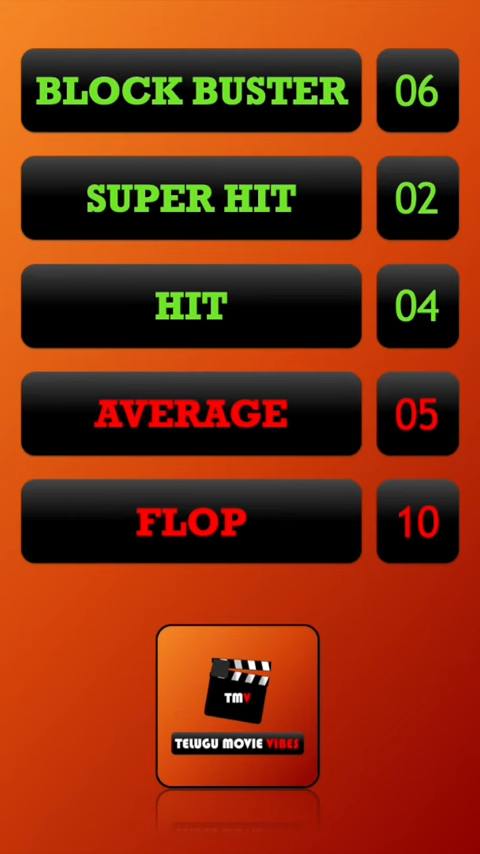 BLOCK BUSTER 06
SUPER HIT 02
HIT 04
AVERAGE 05
FLOP 10
TMV
TELUGU MOVIE VIBES